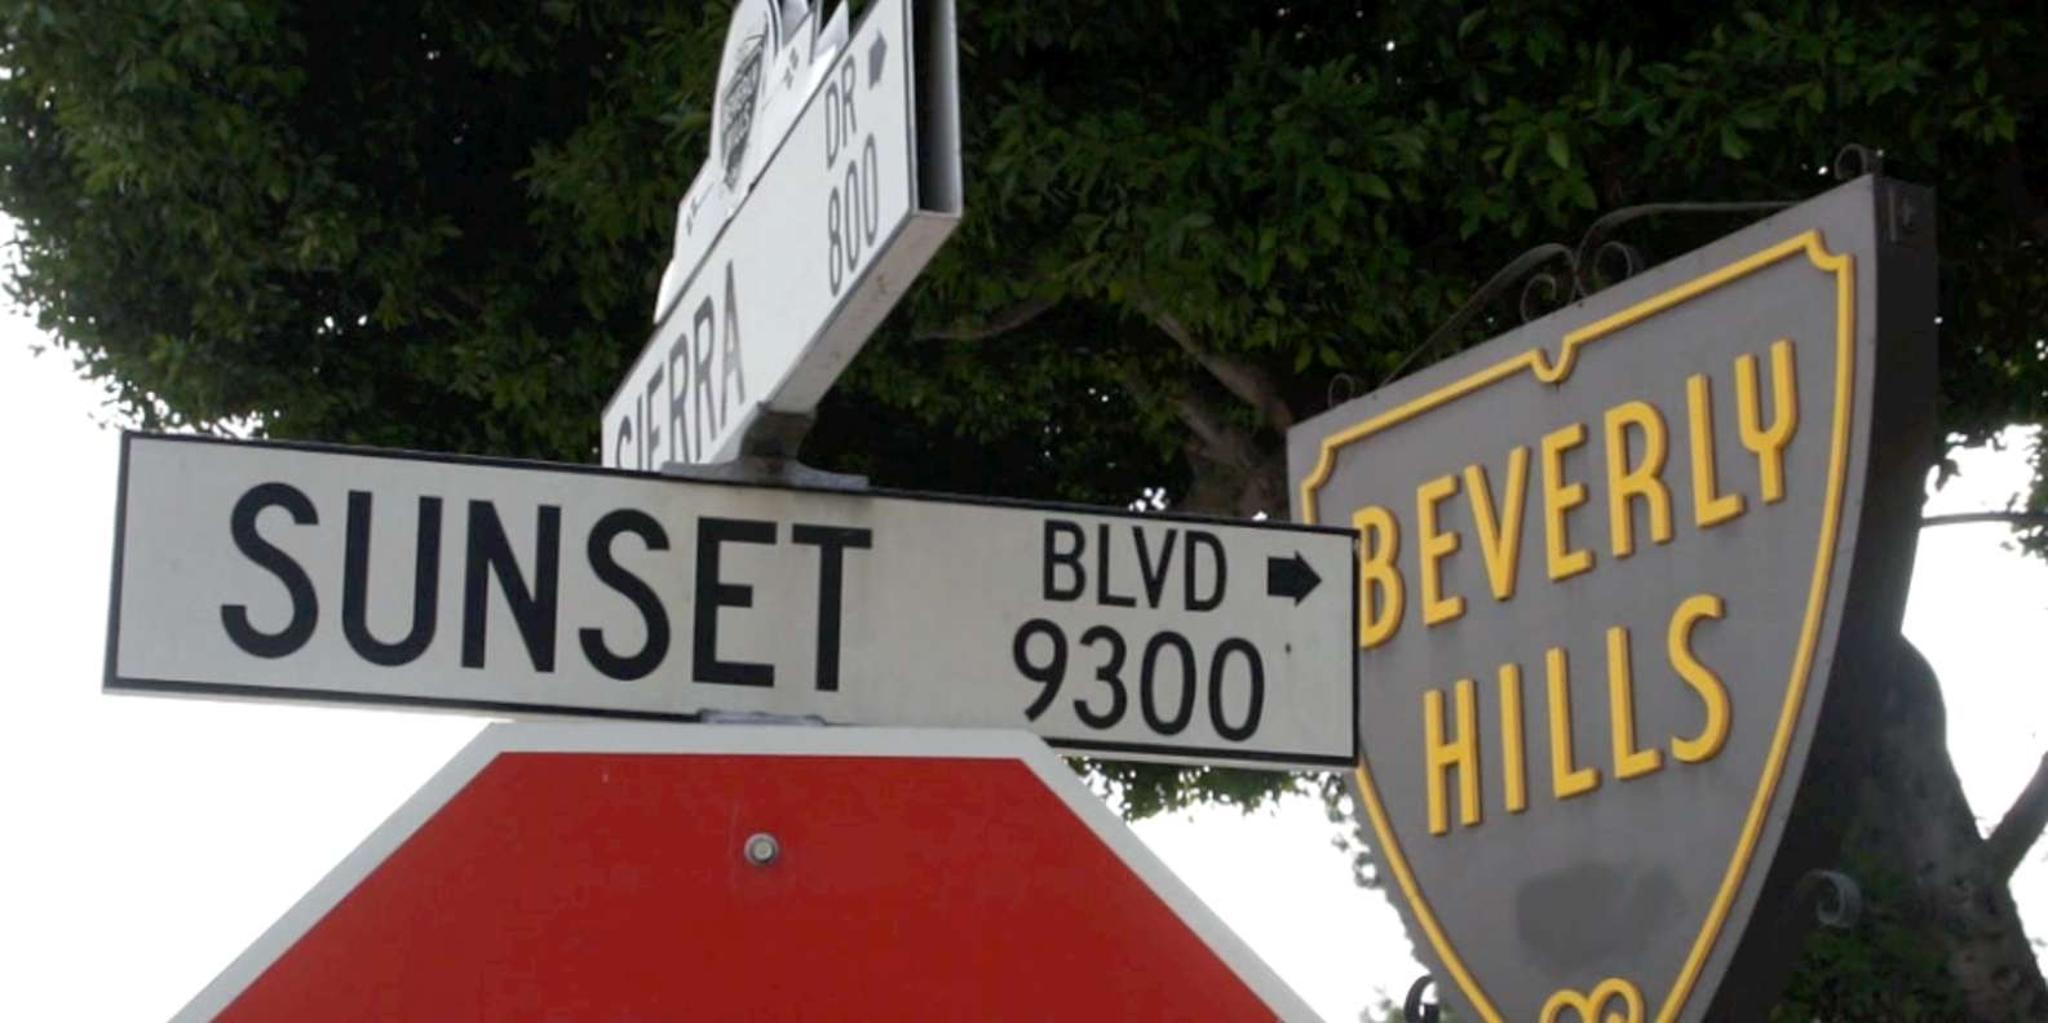 DR
800
SIERRA
SUNSET BLVD
9300
BEVERLY
HILLS